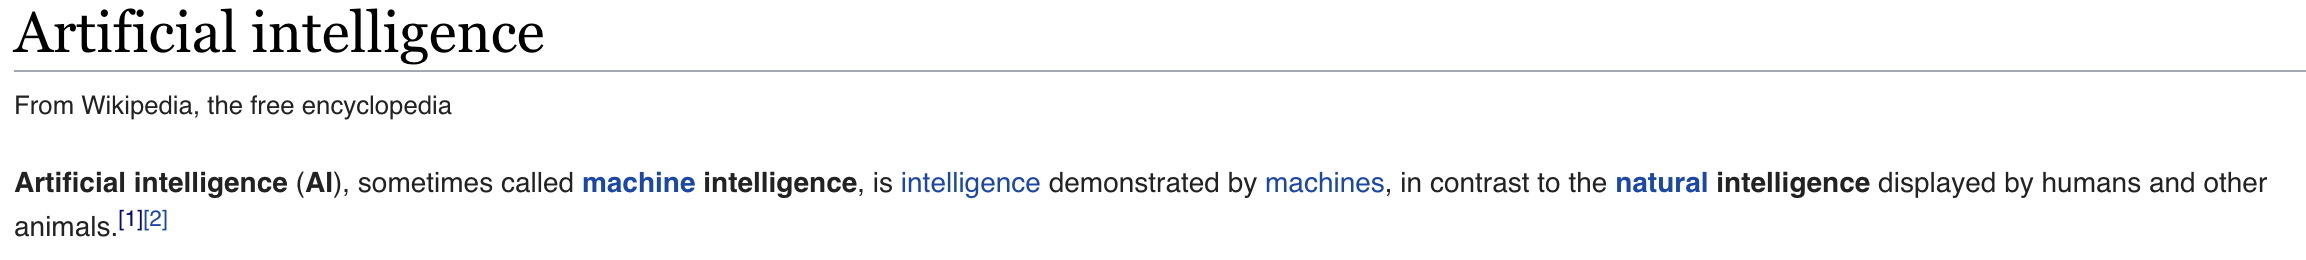 Artificial intelligence
From Wikipedia, the free encyclopedia
Artificial intelligence (AI), sometimes called machine intelligence, is intelligence demonstrated by machines, in contrast to the natural intelligence displayed by humans and other
animals.[1][2]